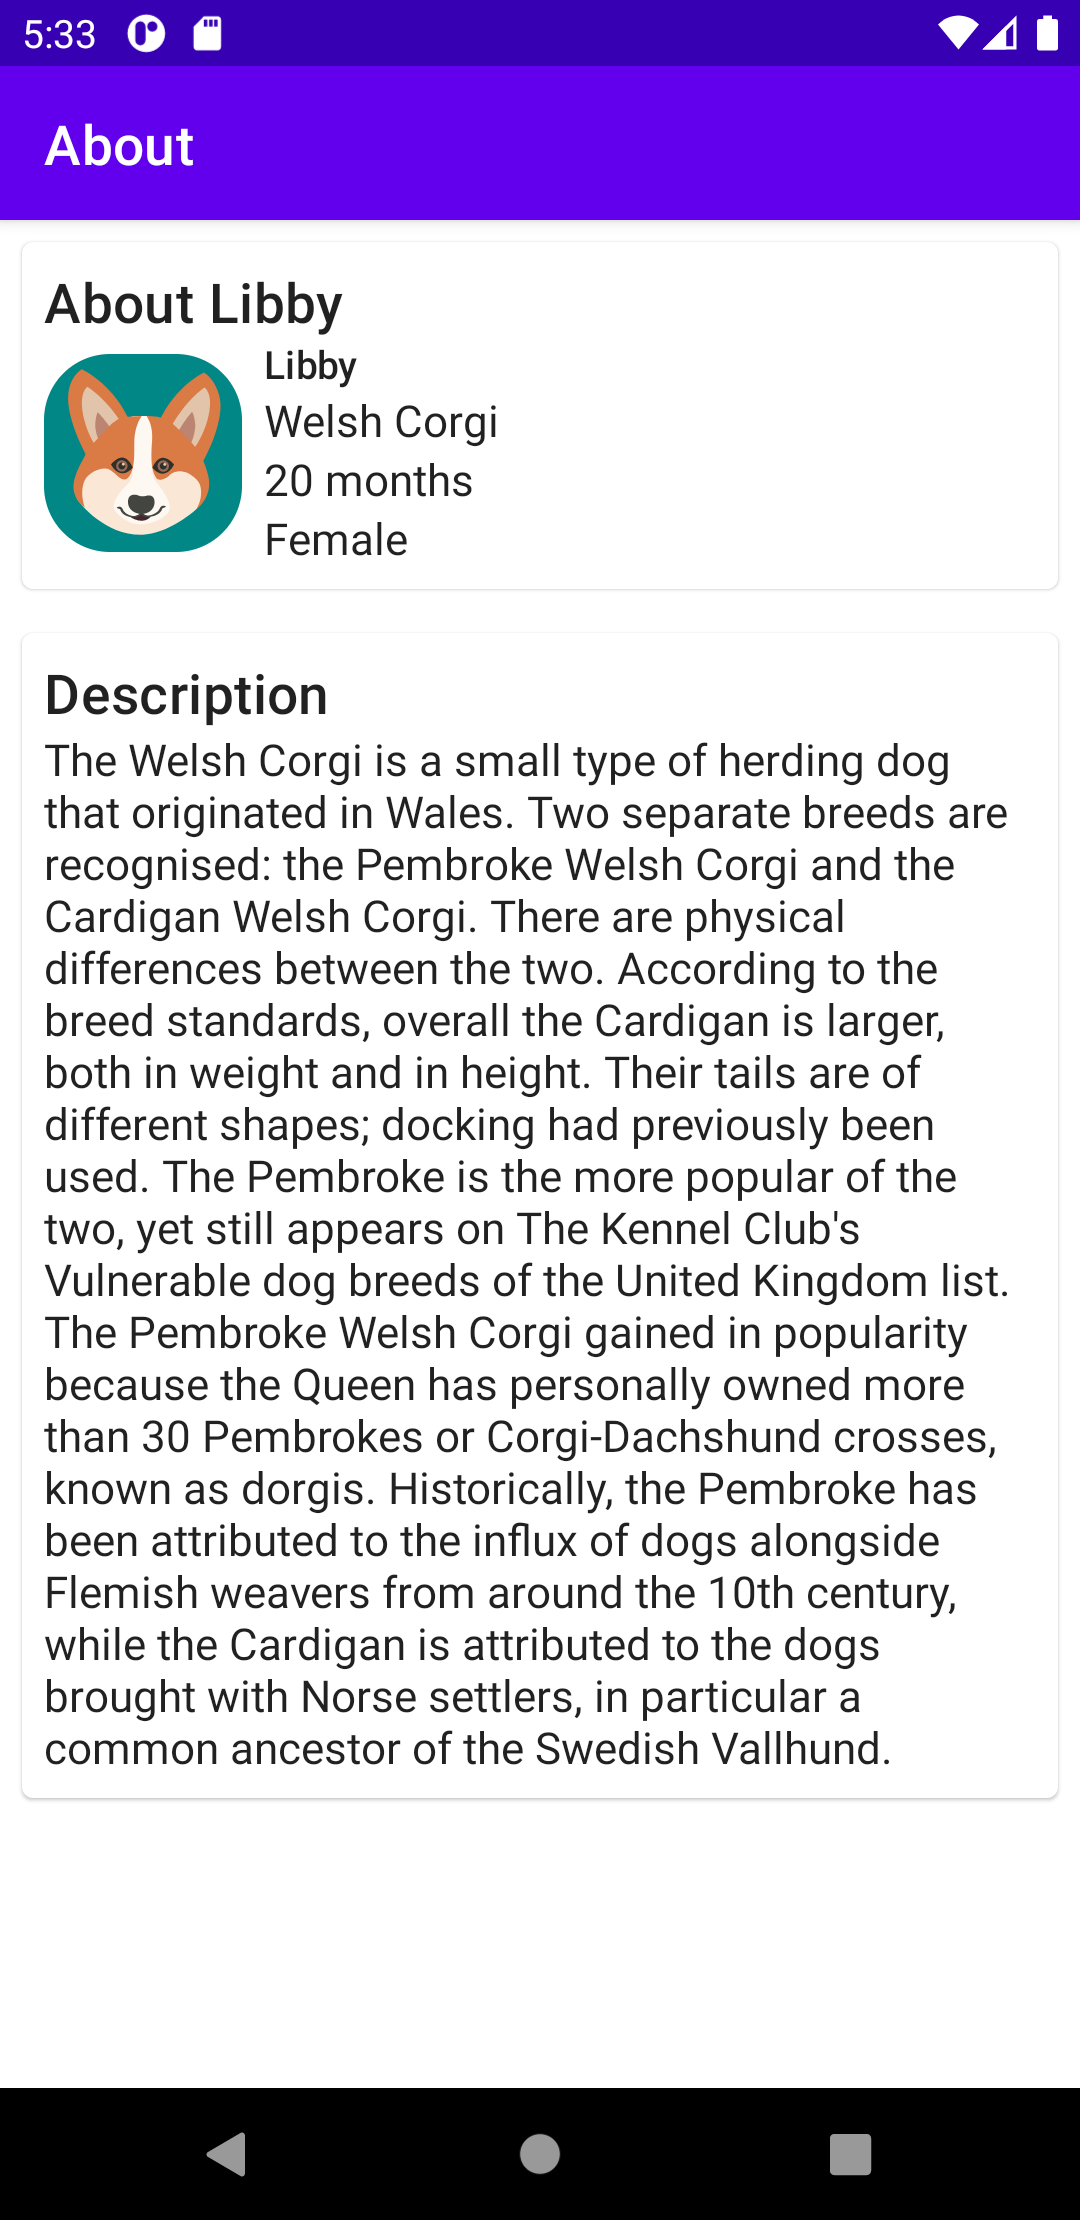 5:33
About
About Libby
Libby
Welsh Corgi
20 months
Female
Description
The Welsh Corgi is a small type of herding dog
that originated in Wales. Two separate breeds are
recognised: the Pembroke Welsh Corgi and the
Cardigan Welsh Corgi. There are physical
differences between the two. According to the
breed standards, overall the Cardigan is larger,
both in weight and in height. Their tails are of
different shapes; docking had previously been
used. The Pembroke is the more popular of the
two, yet still appears on The Kennel Club's
Vulnerable dog breeds of the United Kingdom list.
The Pembroke Welsh Corgi gained in popularity
because the Queen has personally owned more
than 30 Pembrokes or Corgi-Dachshund crosses,
known as dorgis. Historically, the Pembroke has
been attributed to the influx of dogs alongside
Flemish weavers from around the 10th century,
while the Cardigan is attributed to the dogs
brought with Norse settlers, in particular a
common ancestor of the Swedish Vallhund.